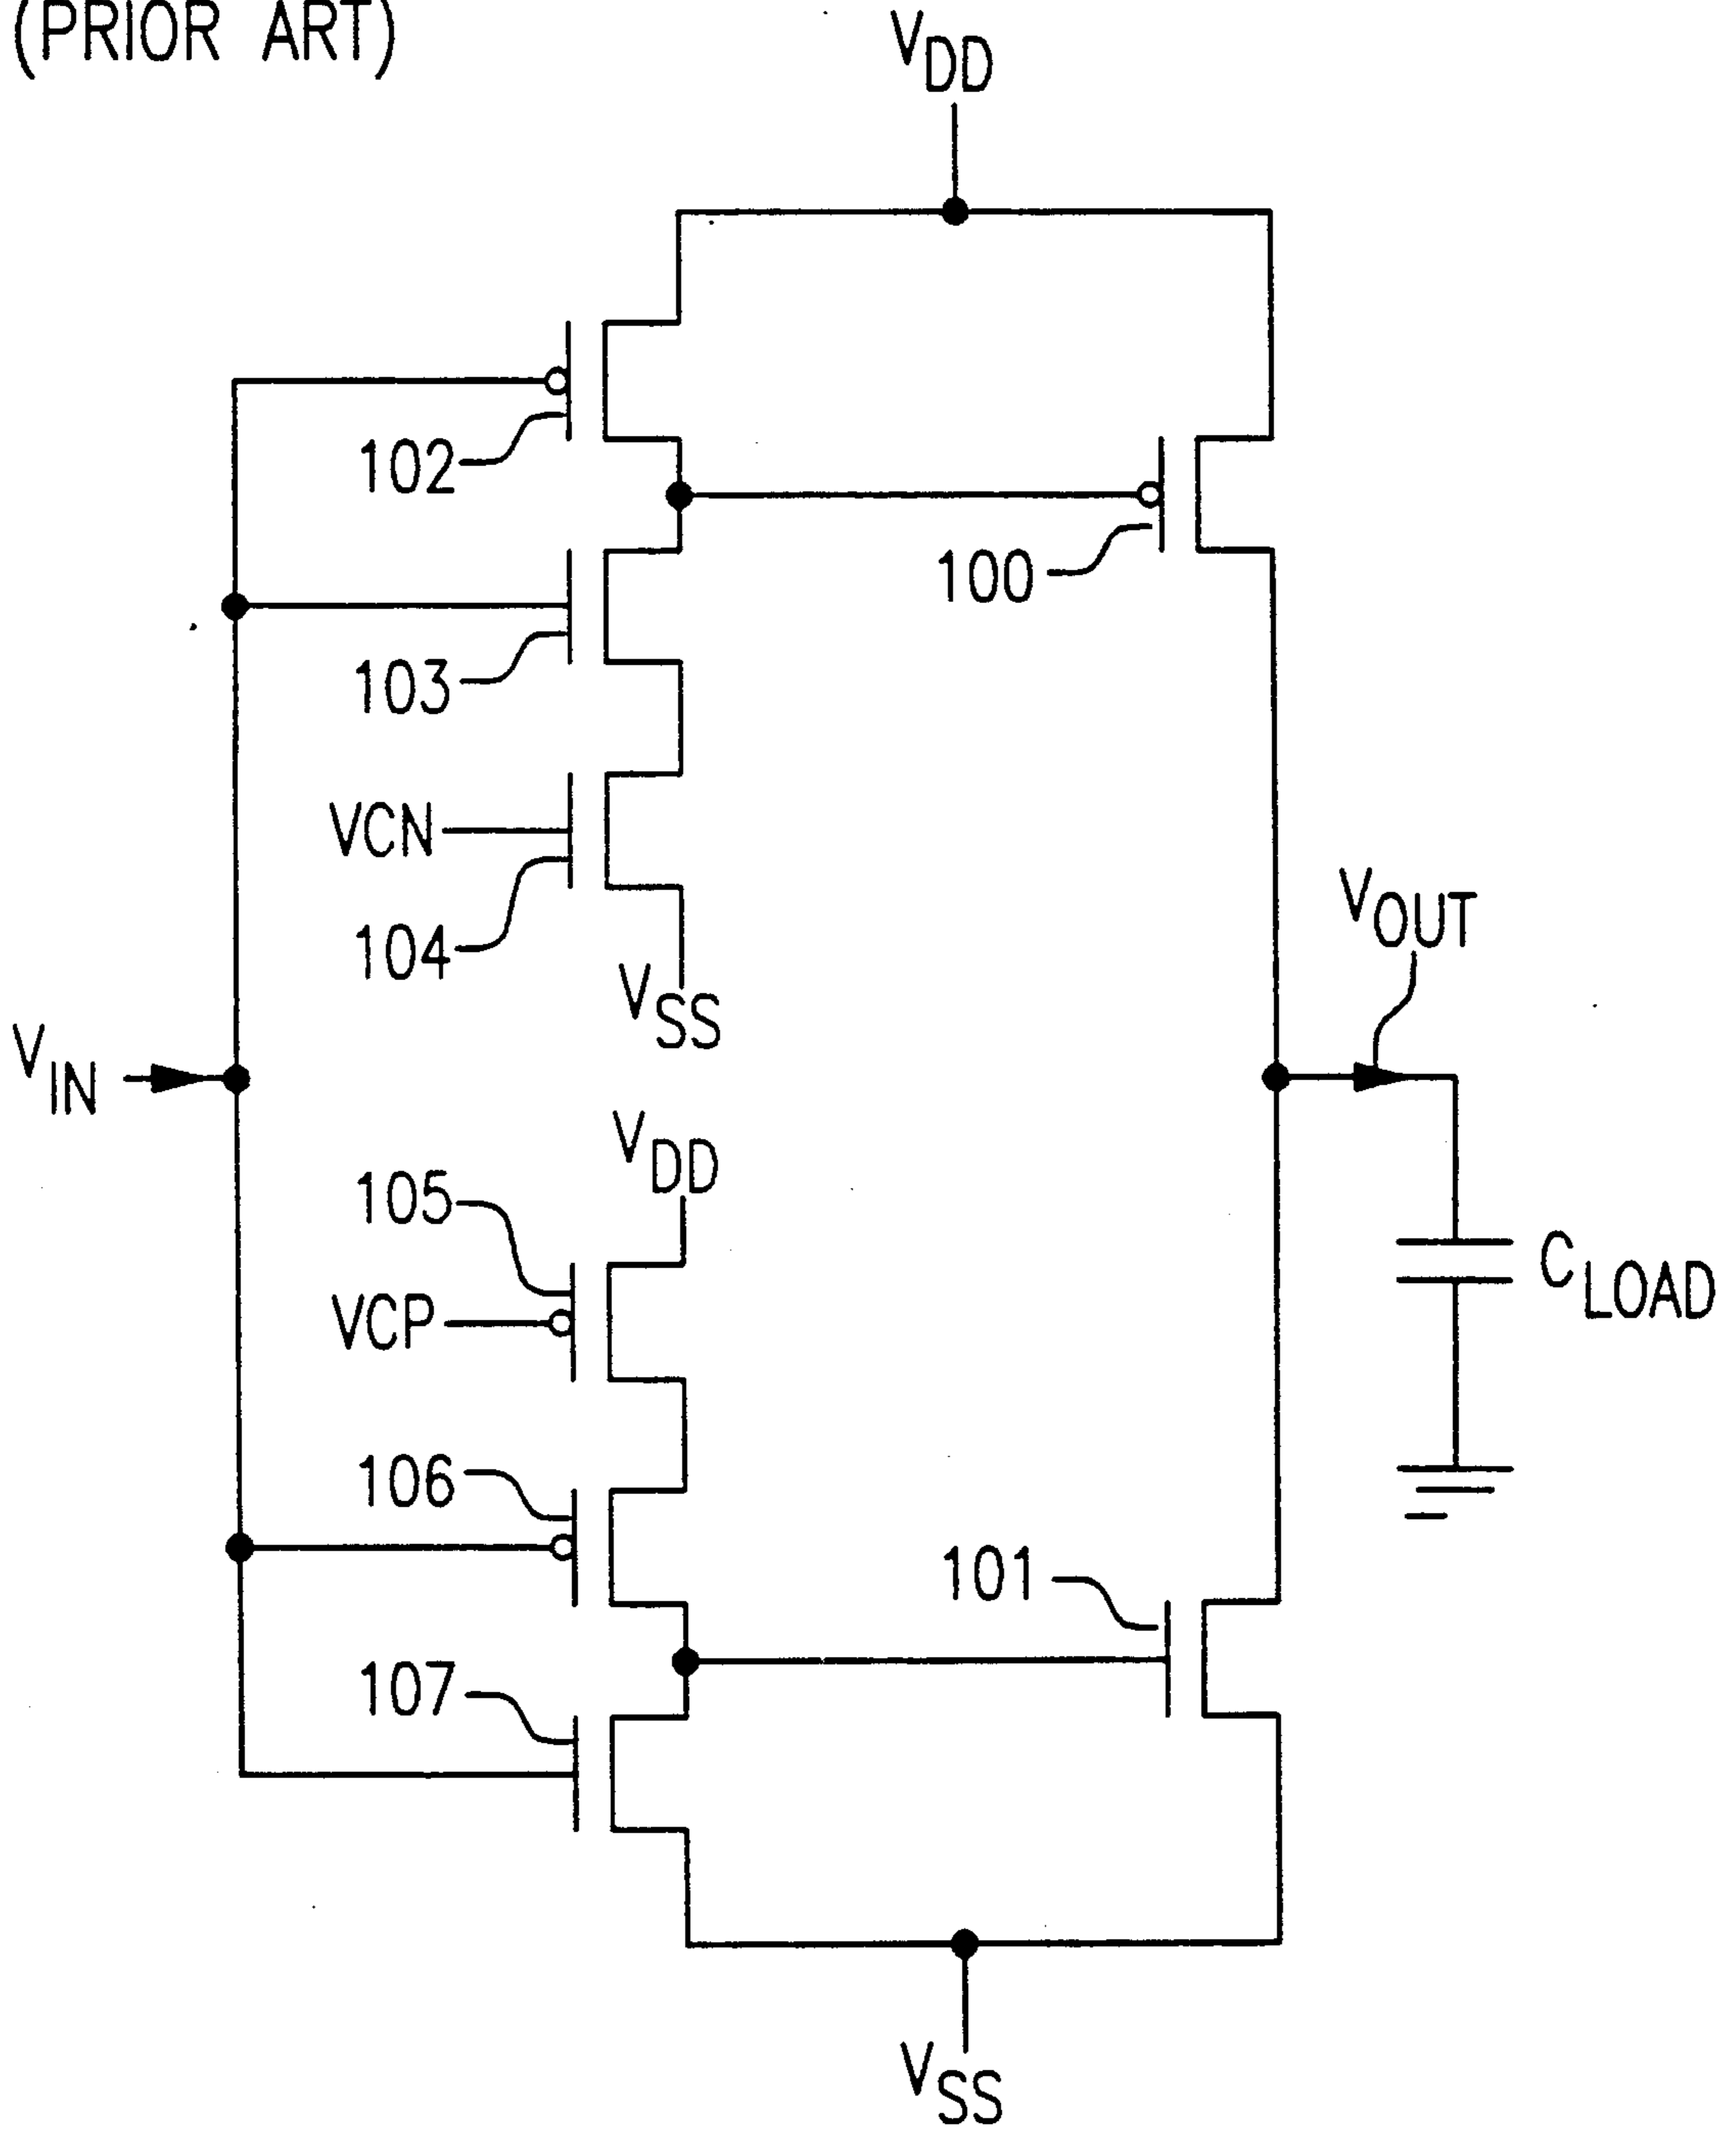 (PRIOR ART)
VDD
102
100
103
VCN
104
VSS
VOUT
VIN
VDD
105
VCP
CLOAD
106
101
107
VSS